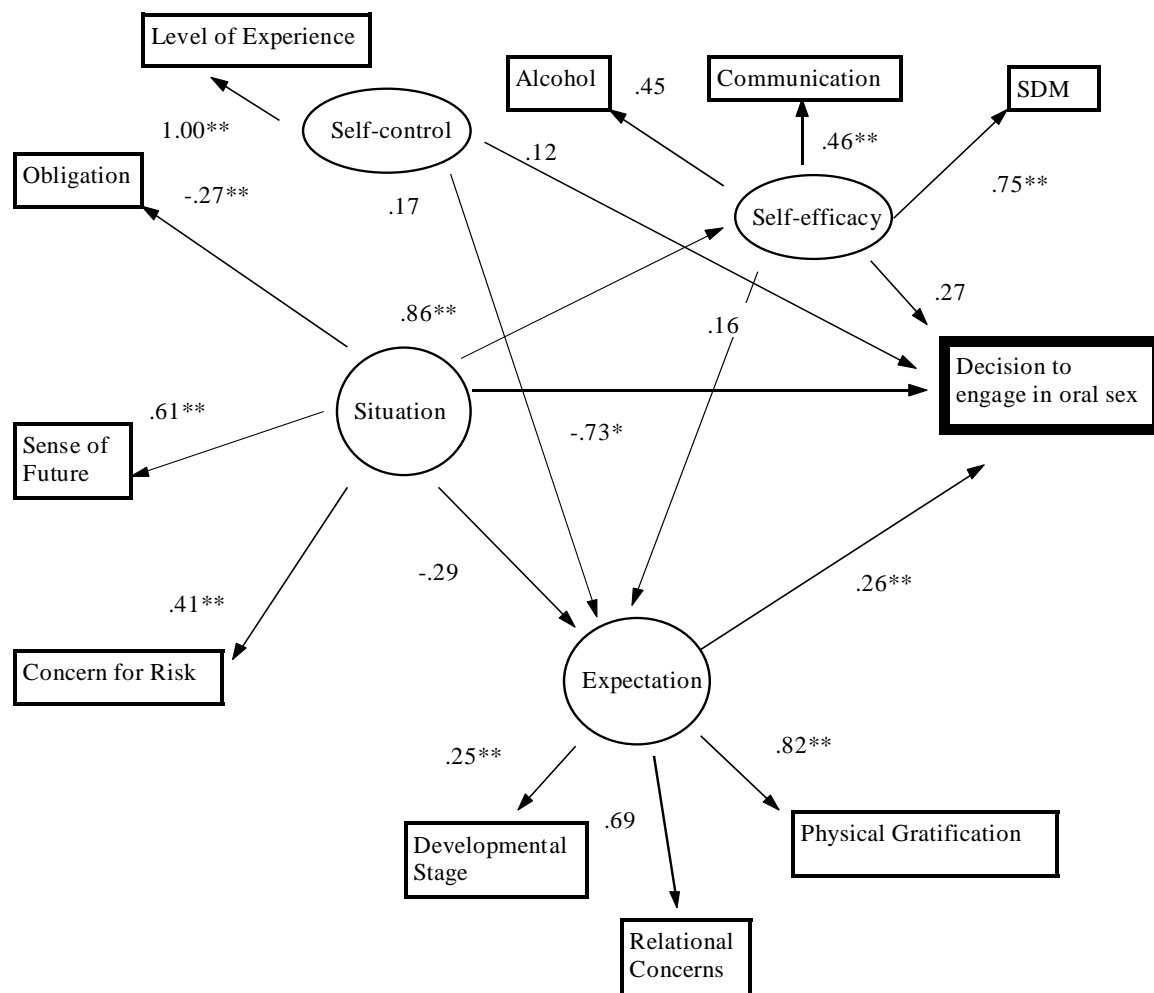 Level of Experience
Alcohol
.45
Communication
SDM
1.00**
Self-control
.12
.46**
Obligation
-.27**
.17
.75**
Self-efficacy
.86**
.16
.27
Decision to
engage in oral sex
Situation
.61**
Sense of
Future
-.73*
-.29
.41**
.26**
Concern for Risk
Expectation
.25**
.82**
.69
Developmental
Stage
Physical Gratification
Relational
Concerns